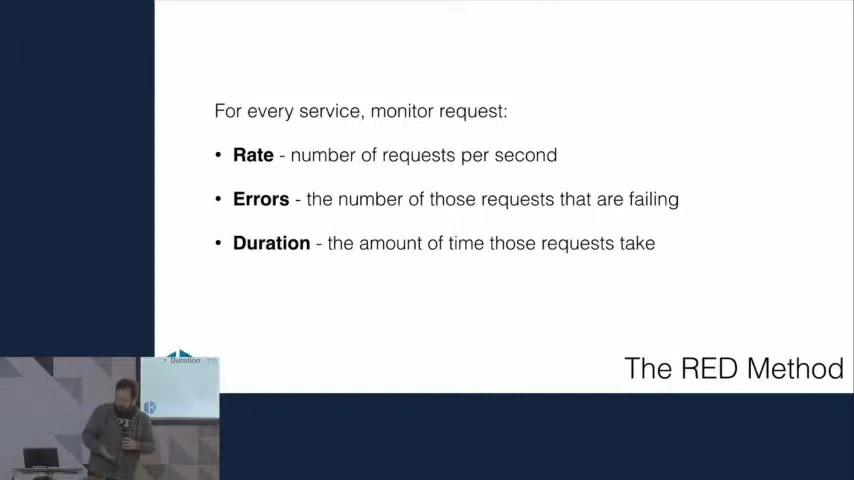 For every service, monitor request:
• Rate - number of requests per second
• Errors - the number of those requests that are failing
• Duration - the amount of time those requests take
The RED Method
• Duration